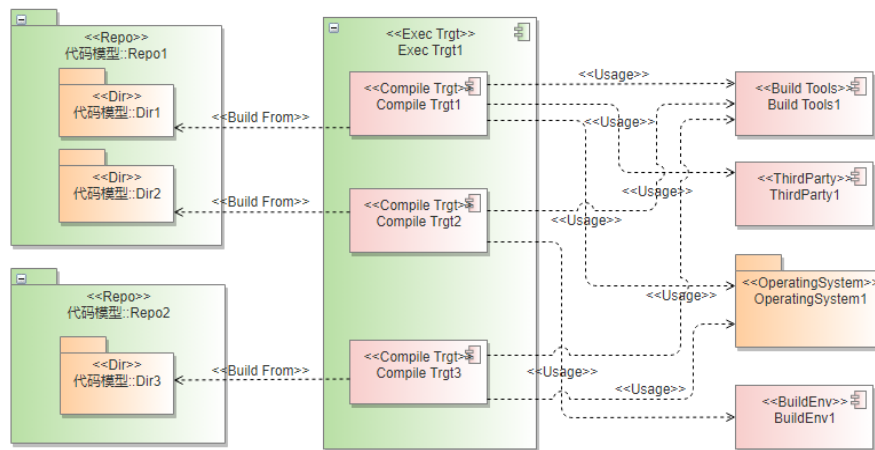 <<Repo>>
代码模型::Repo1
<<Dir>>
代码模型::Dir1
<<Dir>>
代码模型::Dir2
<<Repo>>
代码模型::Repo2
<<Dir>>
代码模型::Dir3
<<Build From>>
<<Build From>>
<<Build From>>
<<Exec Trgt>>
Exec Trgt1
<<Compile Trgt>>
Compile Trgt1
<<Compile Trgt>>
Compile Trgt2
<<Compile Trgt>>
Compile Trgt3
<<Usage>>
<<Usage>>
<<Usage>>
<<Usage>>
<<Usage>>
<<Usage>>
<<Usage>>
<<Build Tools>>
Build Tools1
<<ThirdParty>>
ThirdParty1
<<OperatingSystem>>
OperatingSystem1
<<BuildEnv>>
BuildEnv1